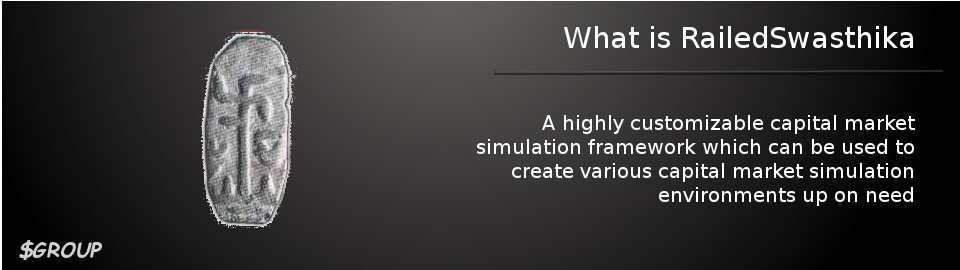 What is RailedSwasthika
A highly customizable capital market
simulation framework which can be used to
create various capital market simulation
environments up on need
$GROUP